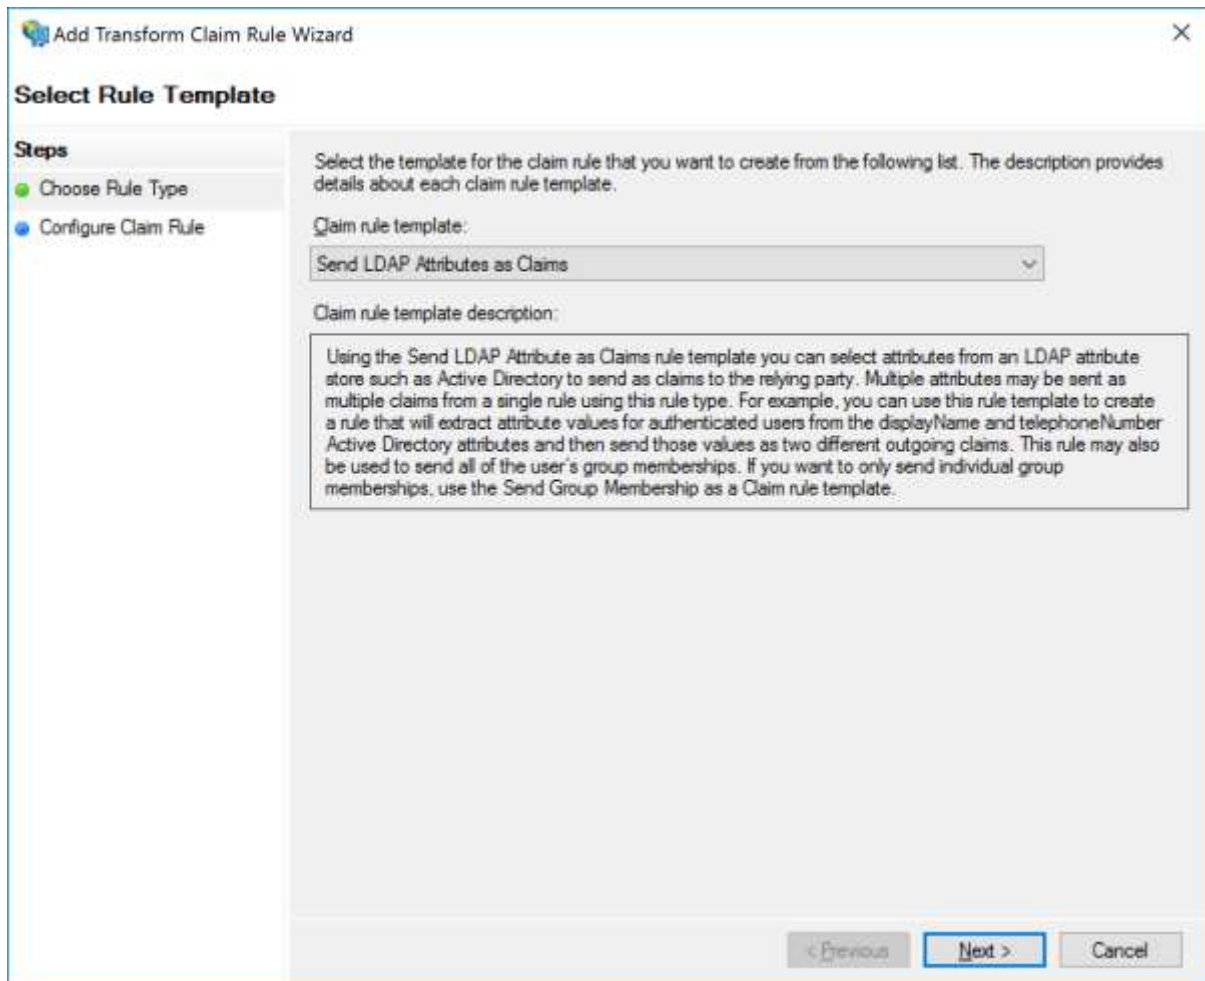 Add Transform Claim Rule Wizard
Select Rule Template
Steps
Choose Rule Type
Configure Claim Rule
Select the template for the claim rule that you want to create from the following list. The description provides
details about each claim rule template.
Claim rule template:
Send LDAP Attributes as Claims
Claim rule template description:
Using the Send LDAP Attribute as Claims rule template you can select attributes from an LDAP attribute
store such as Active Directory to send as claims to the relying party. Multiple attributes may be sent as
multiple claims from a single rule using this rule type. For example, you can use this rule template to create
a rule that will extract attribute values for authenticated users from the displayName and telephoneNumber
Active Directory attributes and then send those values as two different outgoing claims. This rule may also
be used to send all of the user's group memberships. If you want to only send individual group
memberships, use the Send Group Membership as a Claim rule template.
< Previous Next > Cancel